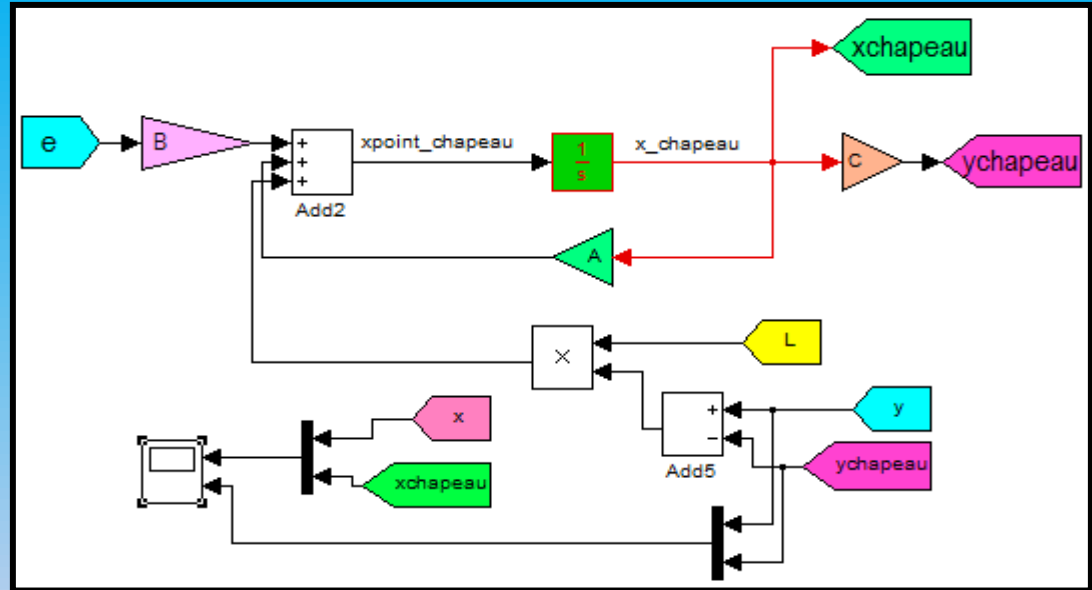 xchapeau
e
B
+
+
+
Add2
xpoint_chapeau
1
s
x_chapeau
C
ychapeau
A
L
×
x
xchapeau
+
−
Add5
y
ychapeau